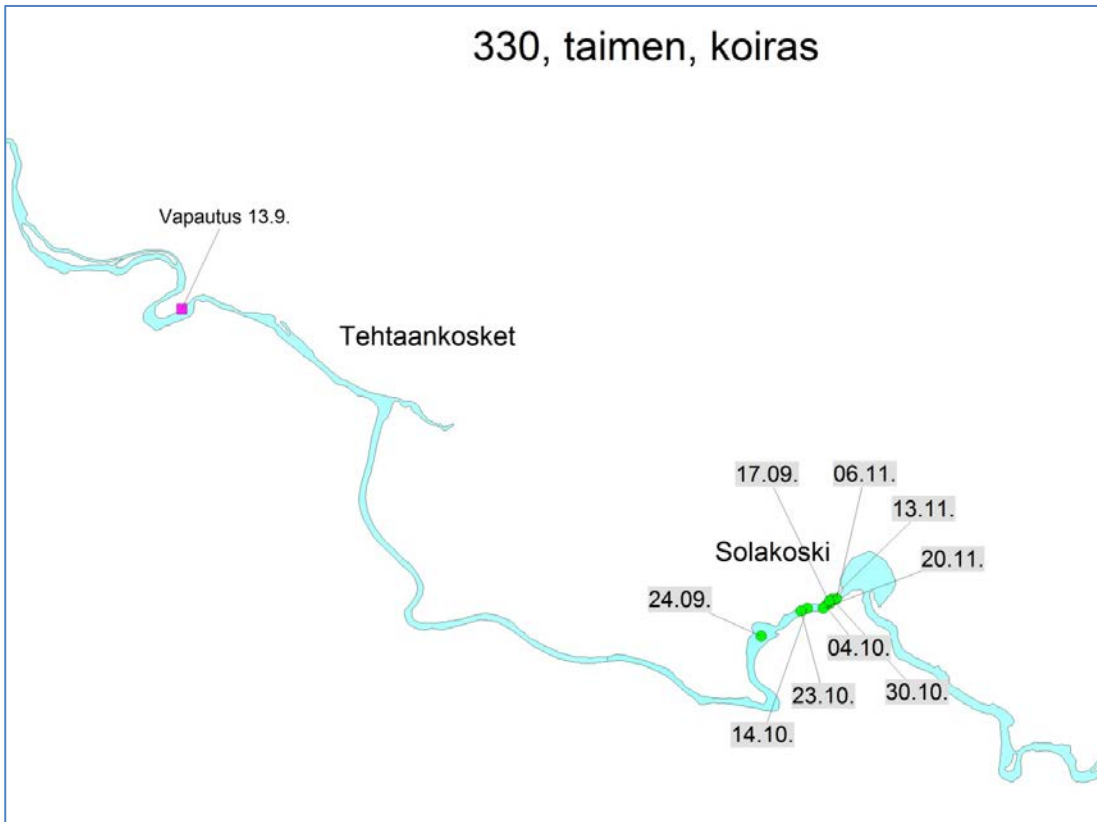 330, taimen, koiras
Vapautus 13.9.
Tehtaankosket
17.09.
06.11.
13.11.
Solakoski
20.11.
24.09.
04.10.
30.10.
23.10.
14.10.